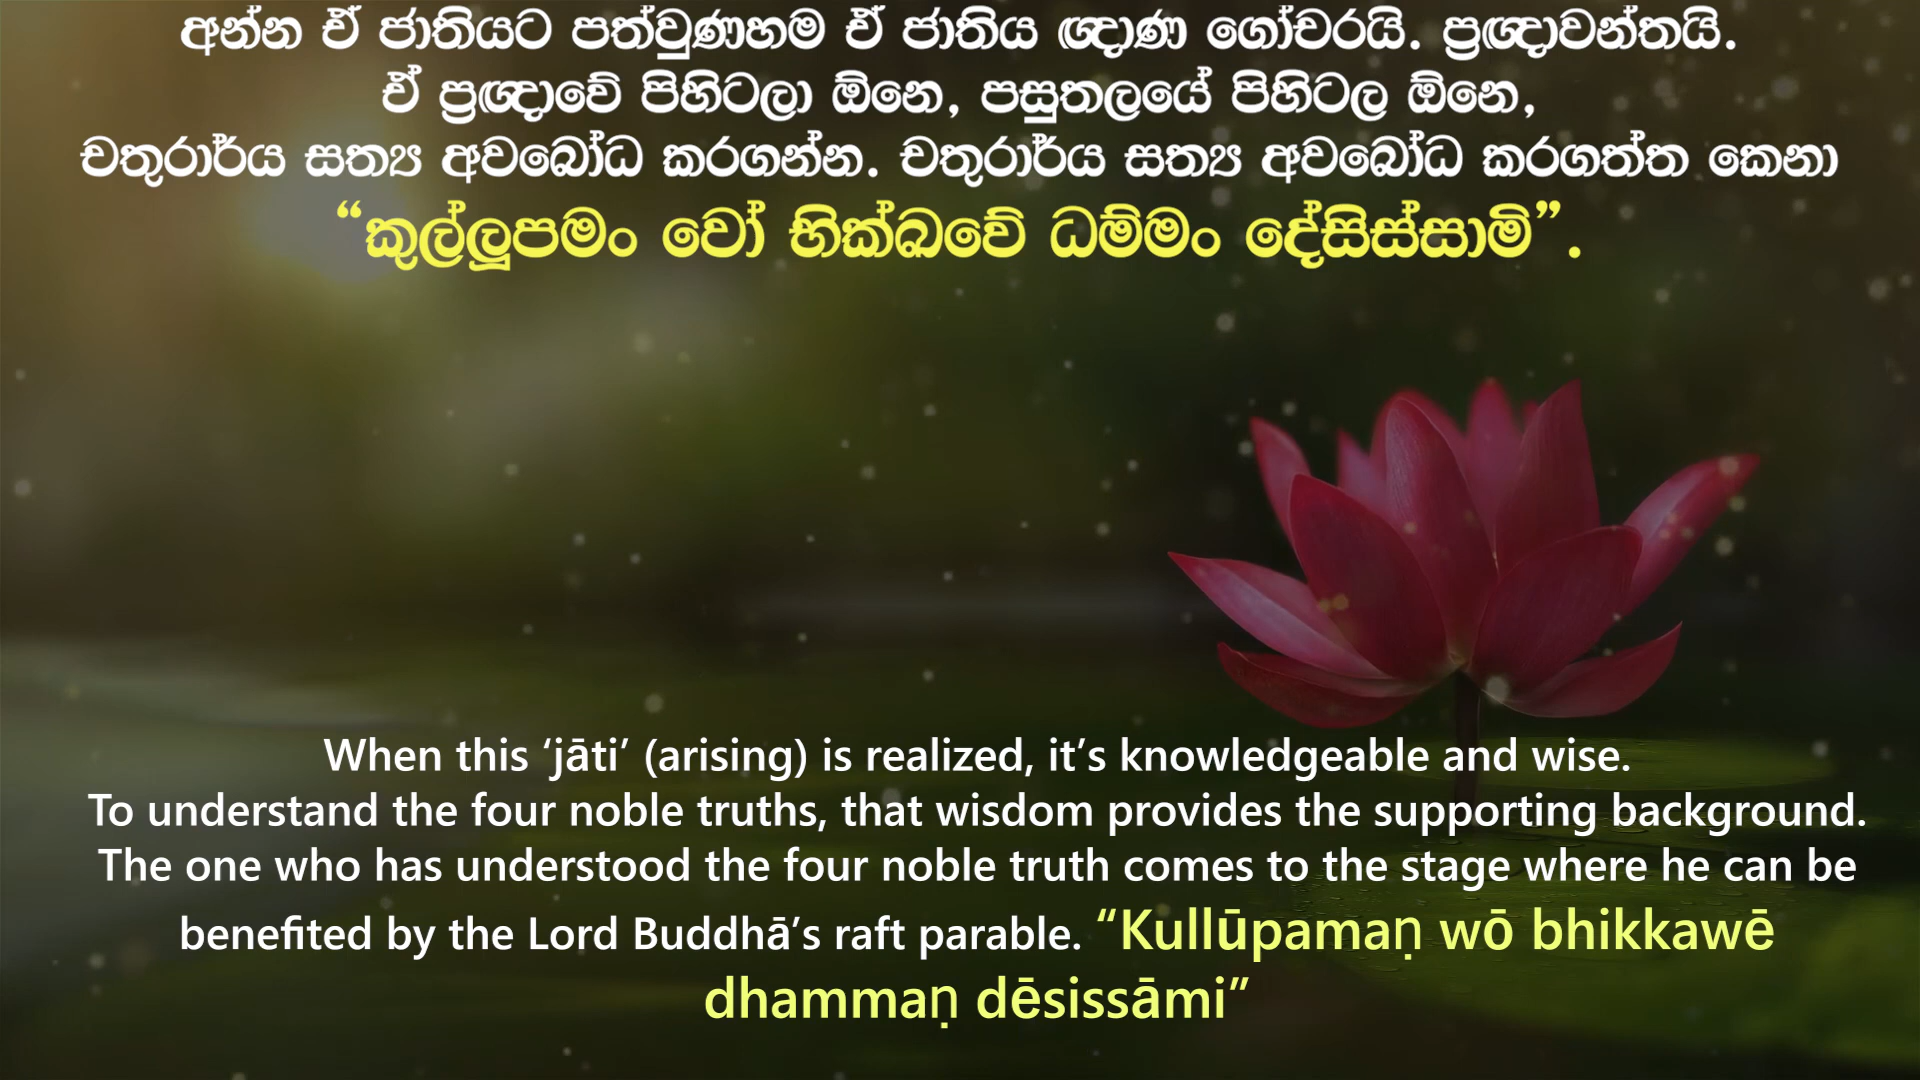 අන්න ඒ ජාතියට පත්වුණහම ඒ ජාතිය ඥාණ ගෝචරයි. ප්‍රඥාවන්තයි.
ඒ ප්‍රඥාවේ පිහිටලා ඕනෙ, පසුතලයේ පිහිටල ඕනෙ,
චතුරාර්ය සත්‍ය අවබෝධ කරගන්න. චතුරාර්ය සත්‍ය අවබෝධ කරගත්ත කෙනා
“කුල්ලූපමං වෝ භික්ඛවේ ධම්මං දේසිස්සාමි”.
When this ‘jāti’ (arising) is realized, it’s knowledgeable and wise.
To understand the four noble truths, that wisdom provides the supporting background.
The one who has understood the four noble truth comes to the stage where he can be
benefited by the Lord Buddhā’s raft parable. “Kullūpamaṇ wō bhikkawē
dhammaṇ dēsissāmi”